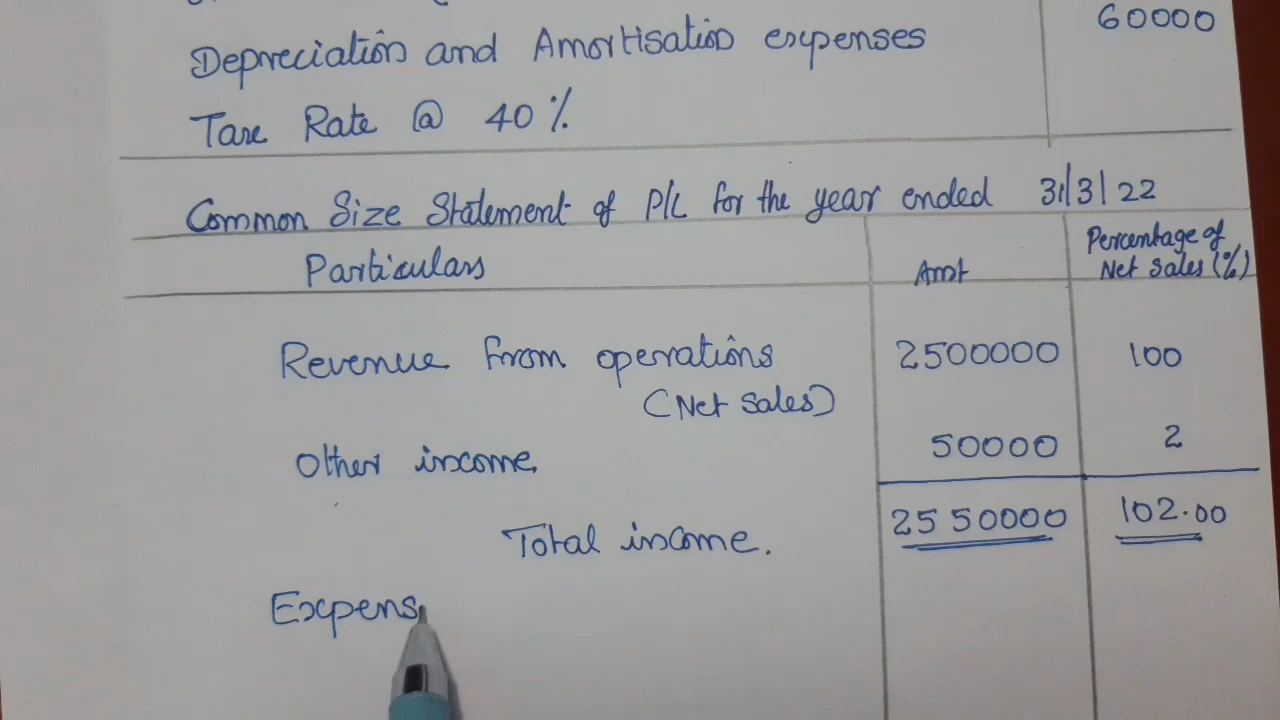 Depreciation and Amortisation expenses 60000
Tax Rate @ 40%
Common Size Statement of P/L for the year ended 31/3/22
Particulars Amt Percentage of Net Sales (%)
Revenue from operations 2500000 100
(Net Sales)
Other income 50000 2
Total income. 2550000 102.00
Expens